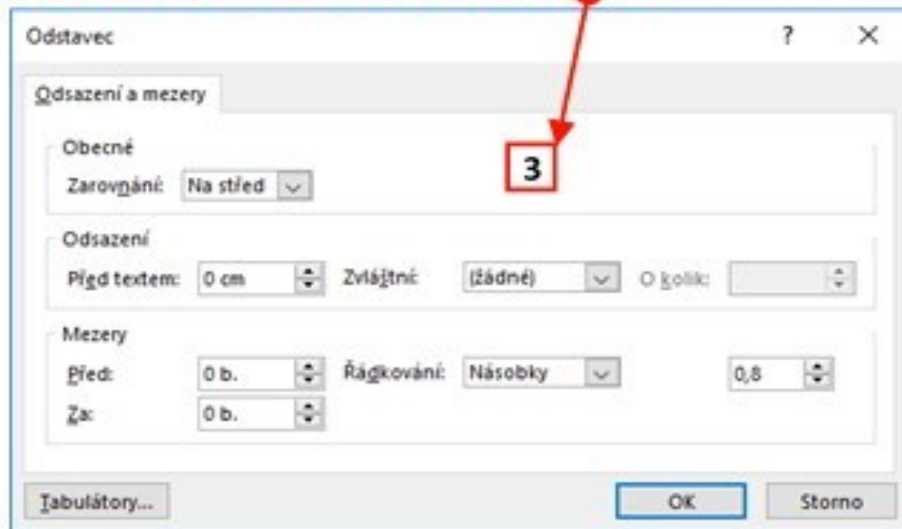 Odstavec ?
Odsazení a mezery
Obecné
Zarovnání: Na střed
3
Odsazení
Před textem: 0 cm Zvláštní: (žádné) O kolik:
Mezery
Před: 0 b. Řádkování: Násobky 0,8
Za: 0 b.
Tabulátory... OK Storno